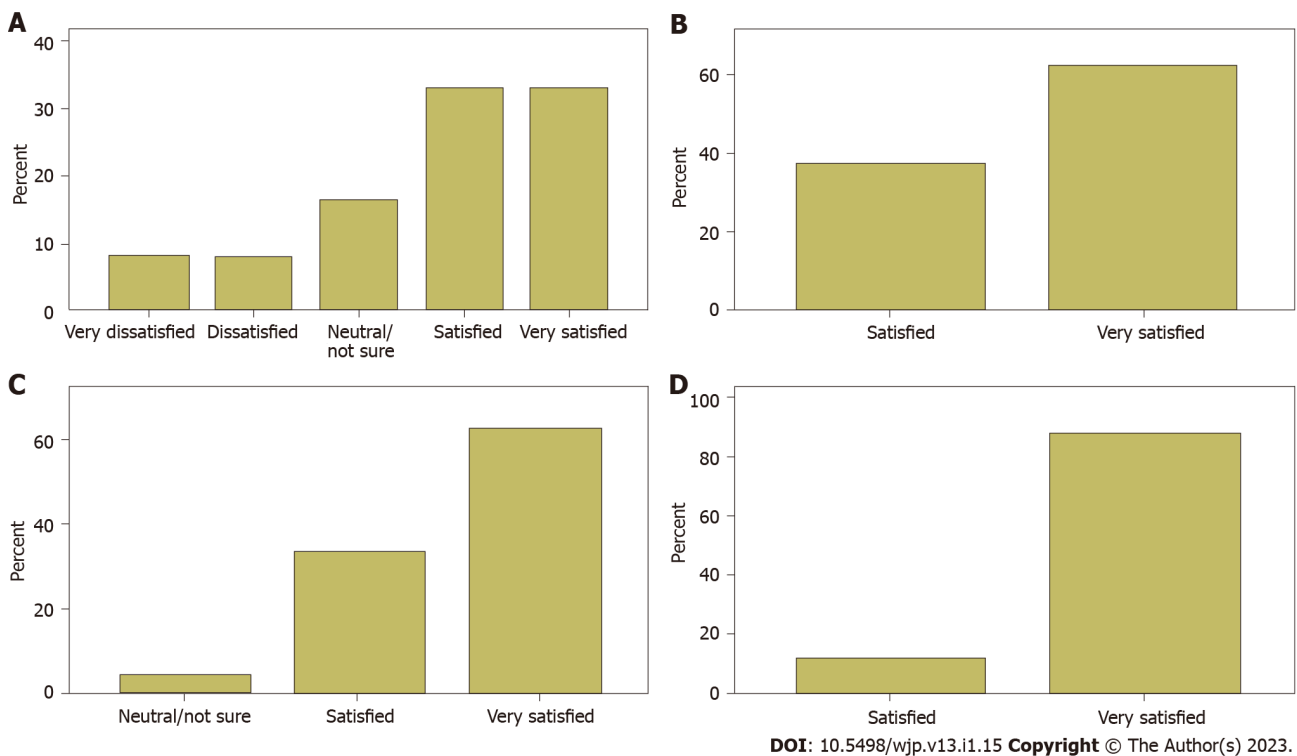 A
40
30
20
10
0
Percent
Very dissatisfied
Dissatisfied
Neutral/
not sure
Satisfied
Very satisfied
B
60
40
20
0
Percent
Satisfied
Very satisfied
C
60
40
20
0
Percent
Neutral/not sure
Satisfied
Very satisfied
D
100
80
60
40
20
0
Percent
Satisfied
Very satisfied
DOI: 10.5498/wjp.v13.i1.15 Copyright © The Author(s) 2023.